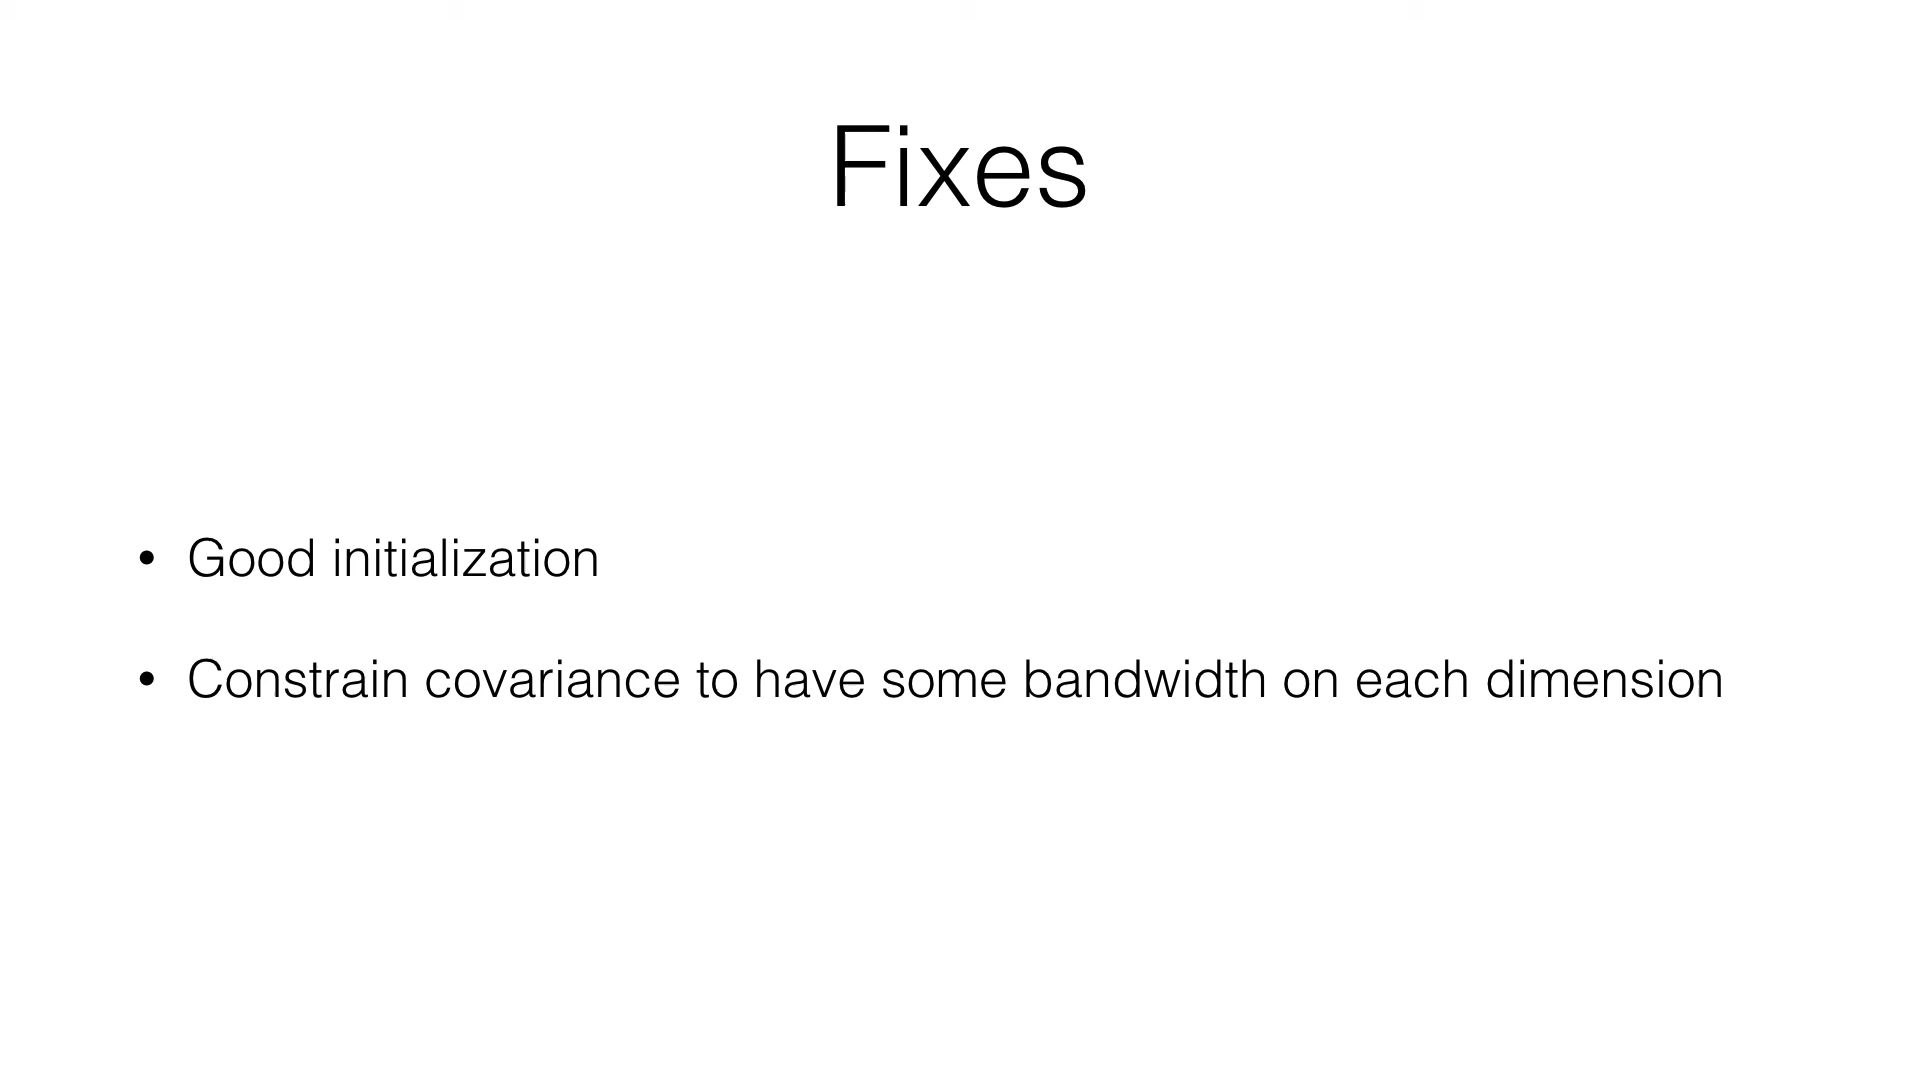 Fixes
• Good initialization
• Constrain covariance to have some bandwidth on each dimension